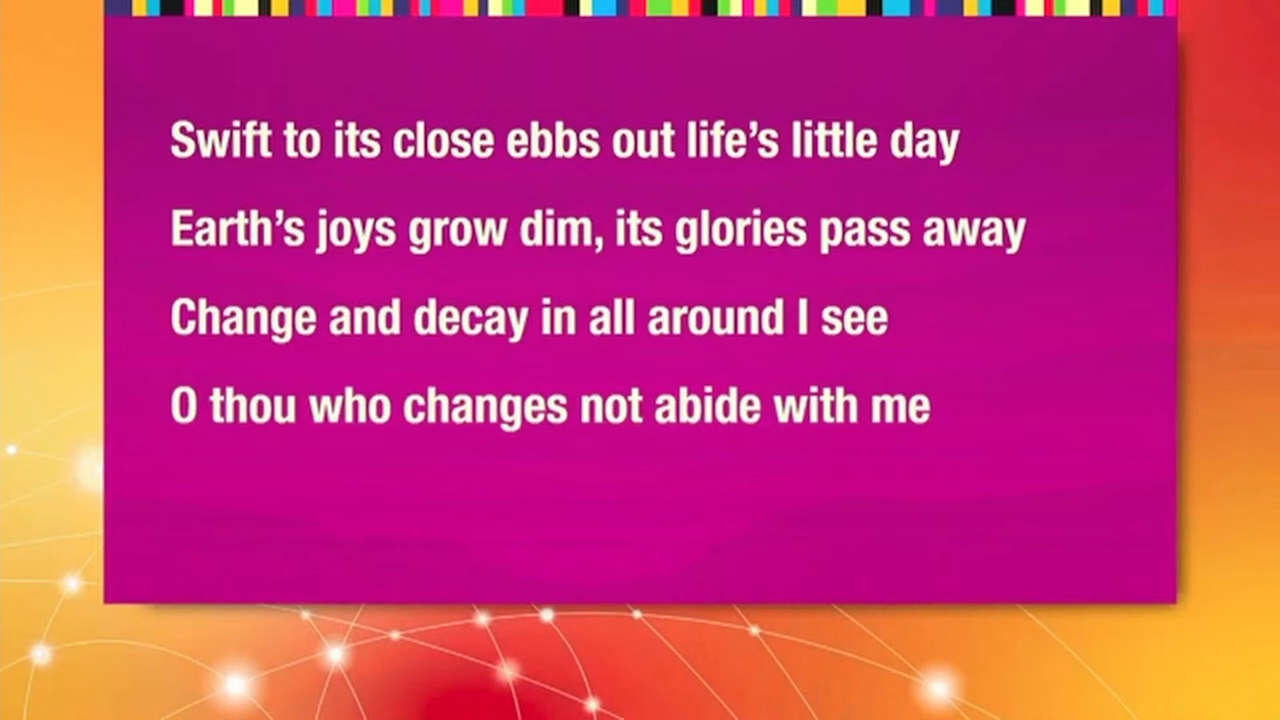 Swift to its close ebbs out life’s little day
Earth’s joys grow dim, its glories pass away
Change and decay in all around I see
O thou who changes not abide with me